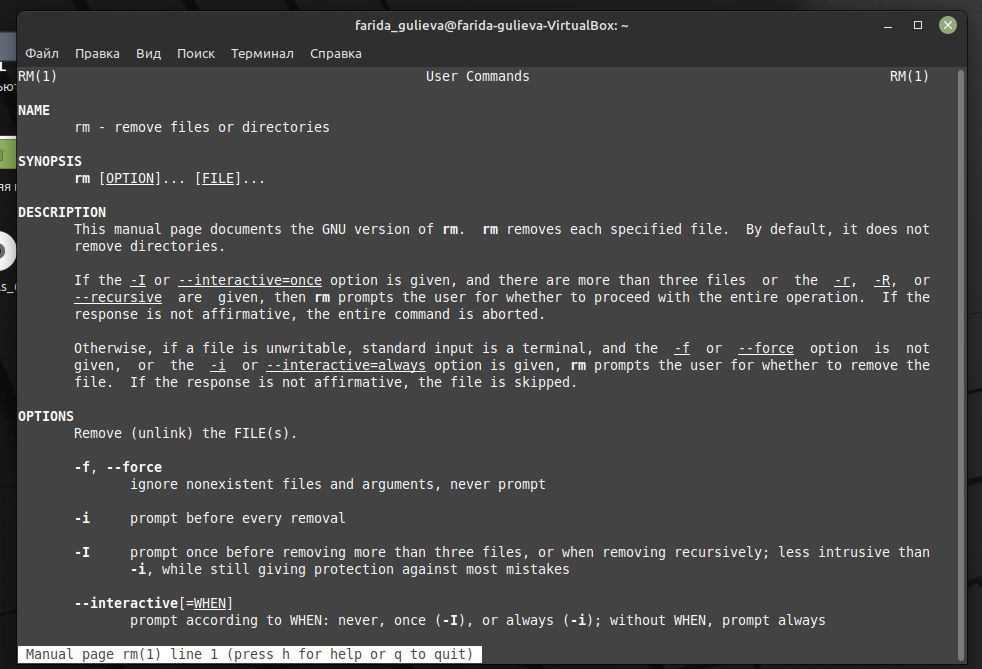 farida_gulieva@farida-gulieva-VirtualBox: ~
Файл Правка Вид Поиск Терминал Справка
RM(1) User Commands RM(1)
NAME
rm - remove files or directories
SYNOPSIS
rm [OPTION]... [FILE]...
DESCRIPTION
This manual page documents the GNU version of rm. rm removes each specified file. By default, it does not
remove directories.
If the -I or --interactive=once option is given, and there are more than three files or the -r, -R, or
--recursive are given, then rm prompts the user for whether to proceed with the entire operation. If the
response is not affirmative, the entire command is aborted.
Otherwise, if a file is unwritable, standard input is a terminal, and the -f or --force option is not
given, or the -i or --interactive=always option is given, rm prompts the user for whether to remove the
file. If the response is not affirmative, the file is skipped.
OPTIONS
Remove (unlink) the FILE(s).
-f, --force
ignore nonexistent files and arguments, never prompt
-i prompt before every removal
-I prompt once before removing more than three files, or when removing recursively; less intrusive than
-i, while still giving protection against most mistakes
--interactive[=WHEN]
prompt according to WHEN: never, once (-I), or always (-i); without WHEN, prompt always
Manual page rm(1) line 1 (press h for help or q to quit)